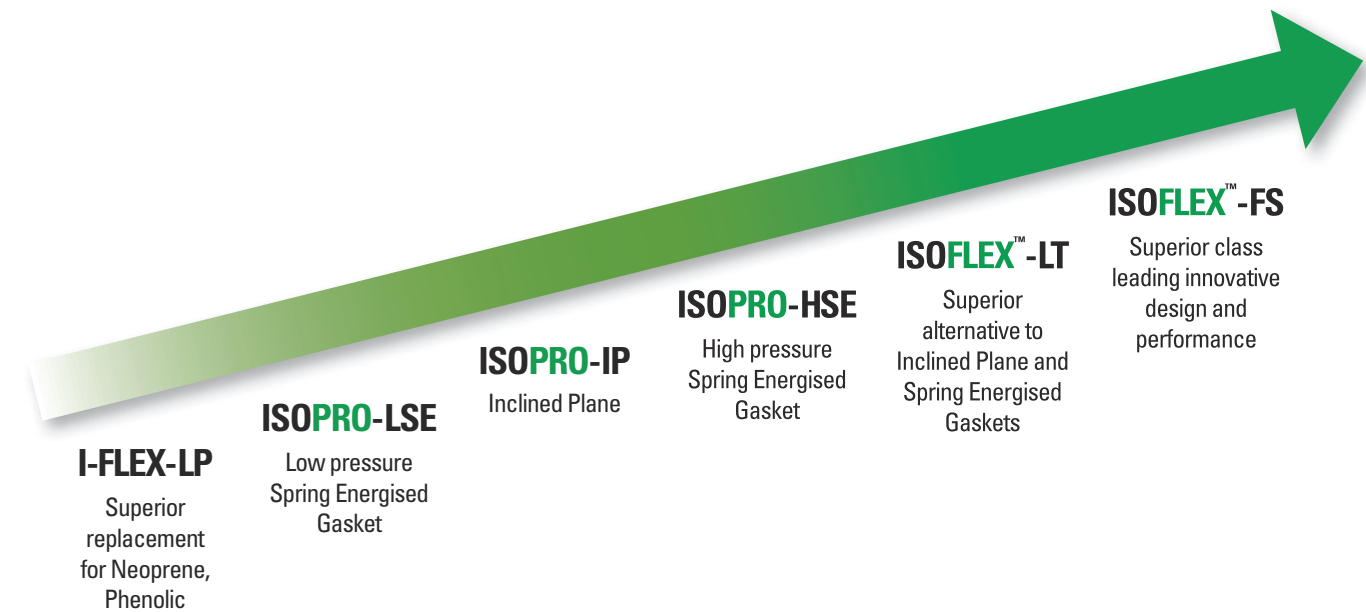 I-FLEX-LP
Superior
replacement
for Neoprene,
Phenolic
ISOPRO-LSE
Low pressure
Spring Energised
Gasket
ISOPRO-IP
Inclined Plane
ISOPRO-HSE
High pressure
Spring Energised
Gasket
ISOFLEX™-LT
Superior
alternative to
Inclined Plane and
Spring Energised
Gaskets
ISOFLEX™-FS
Superior class
leading innovative
design and
performance